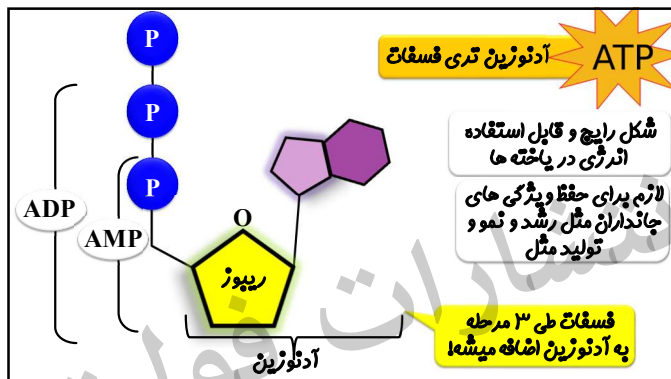 ATP
آدنوزین تری فسفات
شکل رایج و قابل استفاده
انرژی در یاخته ها
لازم برای حفظ ویژگی های
جانداران مثل رشد و نمو و
تولید مثل
فسفات طی ۳ مرحله
به آدنوزین اضافه میشه!
P
P
P
ADP
AMP
O
ریبوز
آدنوزین
انتشارات